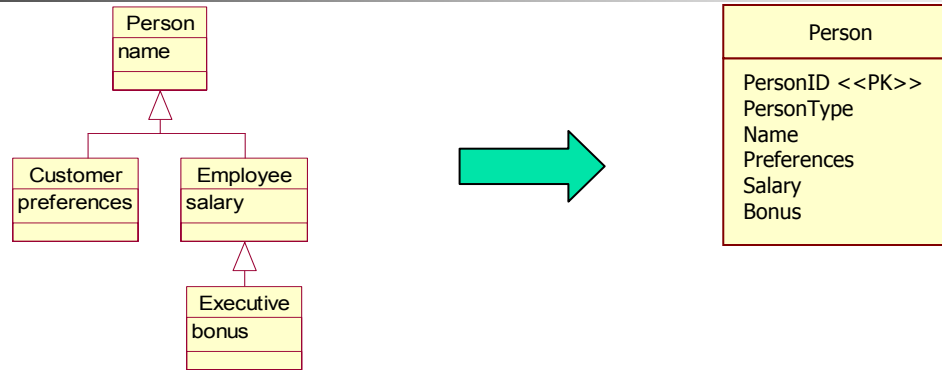 Person
name
Customer
preferences
Employee
salary
Executive
bonus
Person
PersonID <<PK>>
PersonType
Name
Preferences
Salary
Bonus